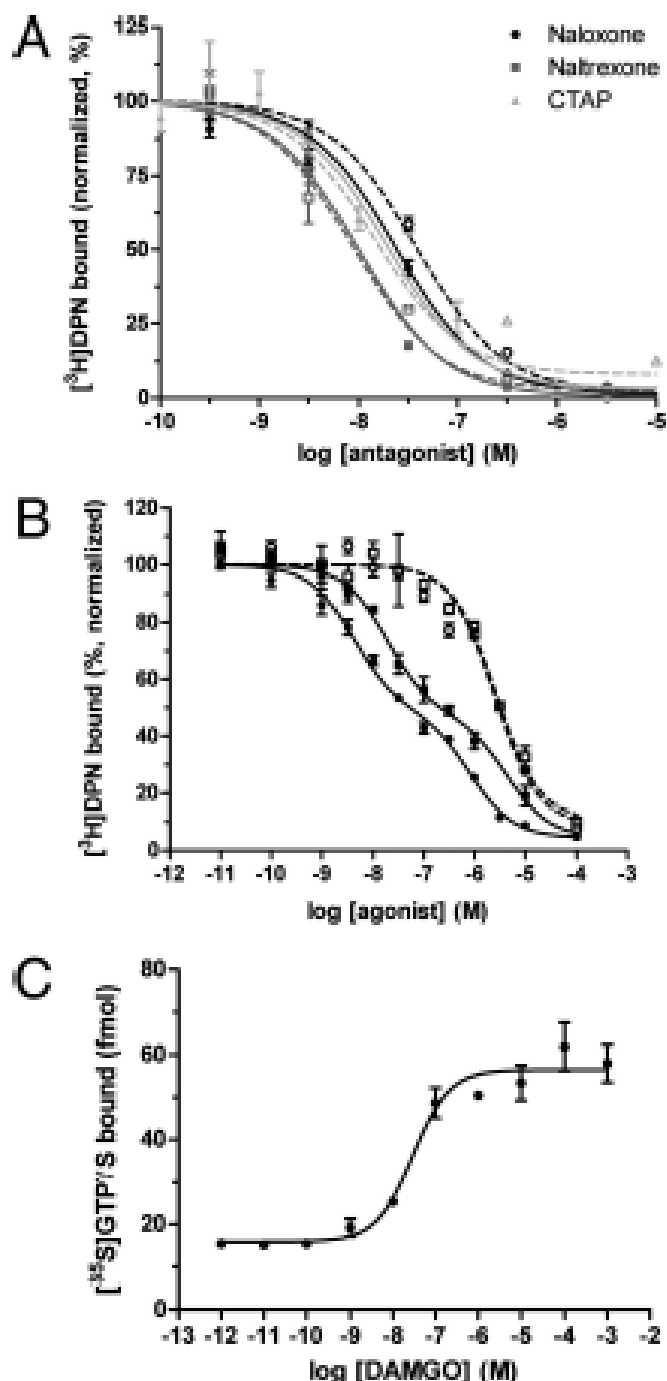 A
125
100
75
50
25
0
[³H]DPN bound (normalized, %)
Naloxone
Naltrexone
CTAP
-10 -9 -8 -7 -6 -5
log [antagonist] (M)
B
120
100
80
60
40
20
0
[³H]DPN bound (%, normalized)
-12 -11 -10 -9 -8 -7 -6 -5 -4 -3
log [agonist] (M)
C
80
60
40
20
0
[³⁵S]GTPγS bound (fmol)
-13 -12 -11 -10 -9 -8 -7 -6 -5 -4 -3 -2
log [DAMGO] (M)